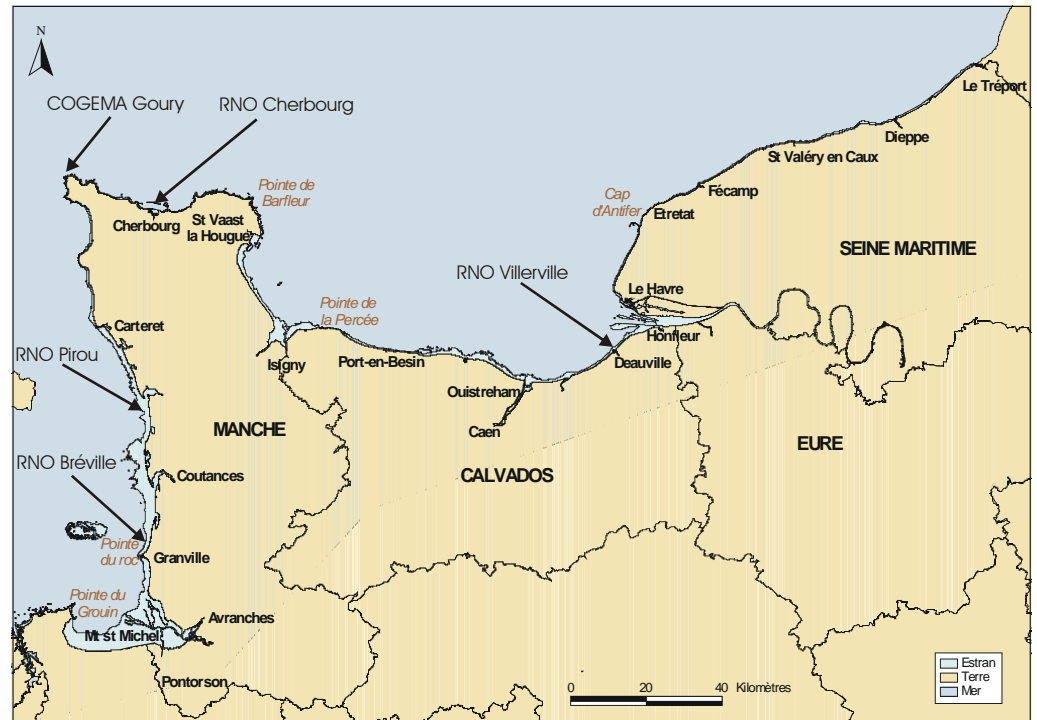 N
COGEMA Goury
RNO Cherbourg
Le Tréport
Dieppe
St Valéry en Caux
Fécamp
Pointe de
Barfleur
Cap
d'Antifer
Etretat
Cherbourg
St Vaast
la Hougue
SEINE MARITIME
RNO Villerville
Le Havre
Pointe de
la Percée
Carteret
Honfleur
RNO Pirou
Isigny
Port-en-Besin
Deauville
Ouistreham
MANCHE
Caen
EURE
RNO Bréville
Coutances
CALVADOS
Pointe
du roc
Granville
Pointe du
Grouin
Avranches
Mt st Michel
Pontorson
0 20 40 Kilomètres
Estran
Terre
Mer